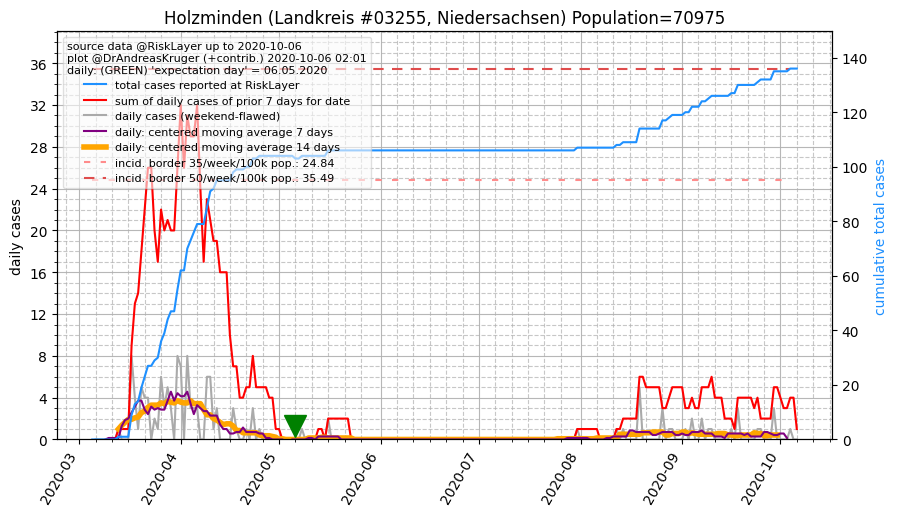 Holzminden (Landkreis #03255, Niedersachsen) Population=70975
source data @RiskLayer up to 2020-10-06
plot @DrAndreasKruger (+contrib.) 2020-10-06 02:01
daily: (GREEN) 'expectation day' = 06.05.2020
total cases reported at RiskLayer
sum of daily cases of prior 7 days for date
daily cases (weekend-flawed)
daily: centered moving average 7 days
daily: centered moving average 14 days
incid. border 35/week/100k pop.: 24.84
incid. border 50/week/100k pop.: 35.49
daily cases
36
32
28
24
20
16
12
8
4
0
cumulative total cases
140
120
100
80
60
40
20
0
2020-03
2020-04
2020-05
2020-06
2020-07
2020-08
2020-09
2020-10